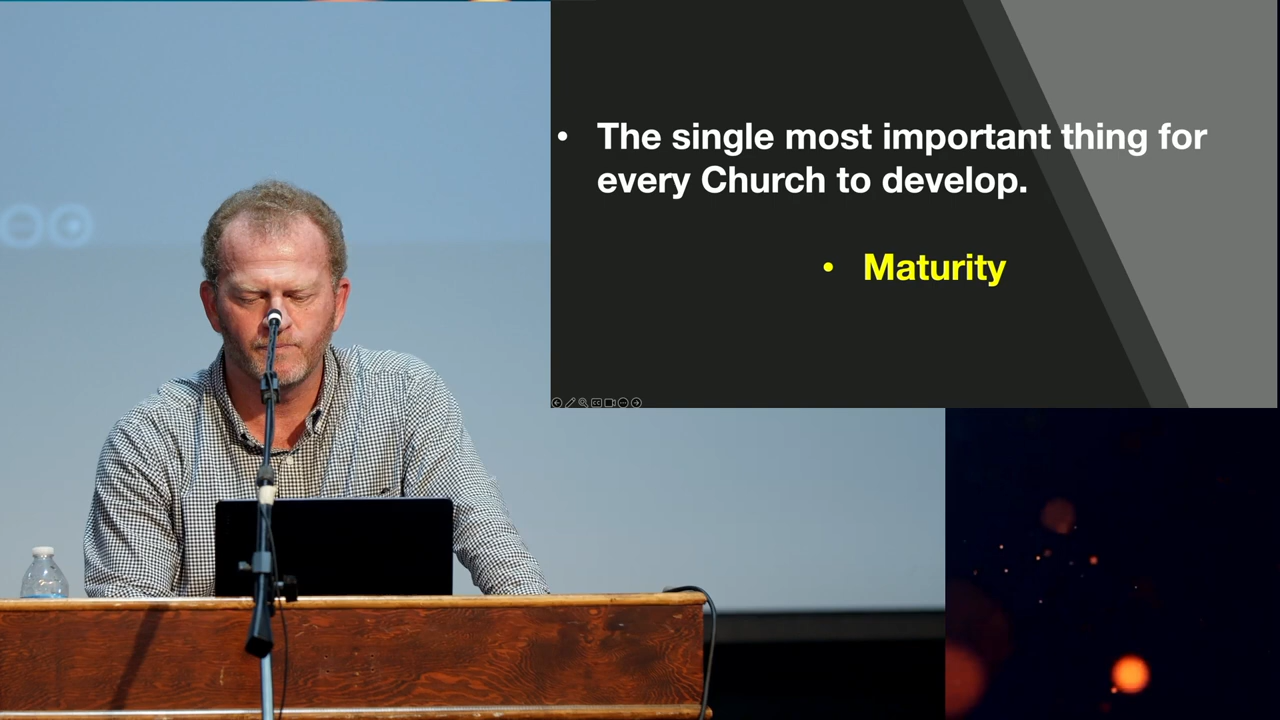 • The single most important thing for
every Church to develop.
• Maturity